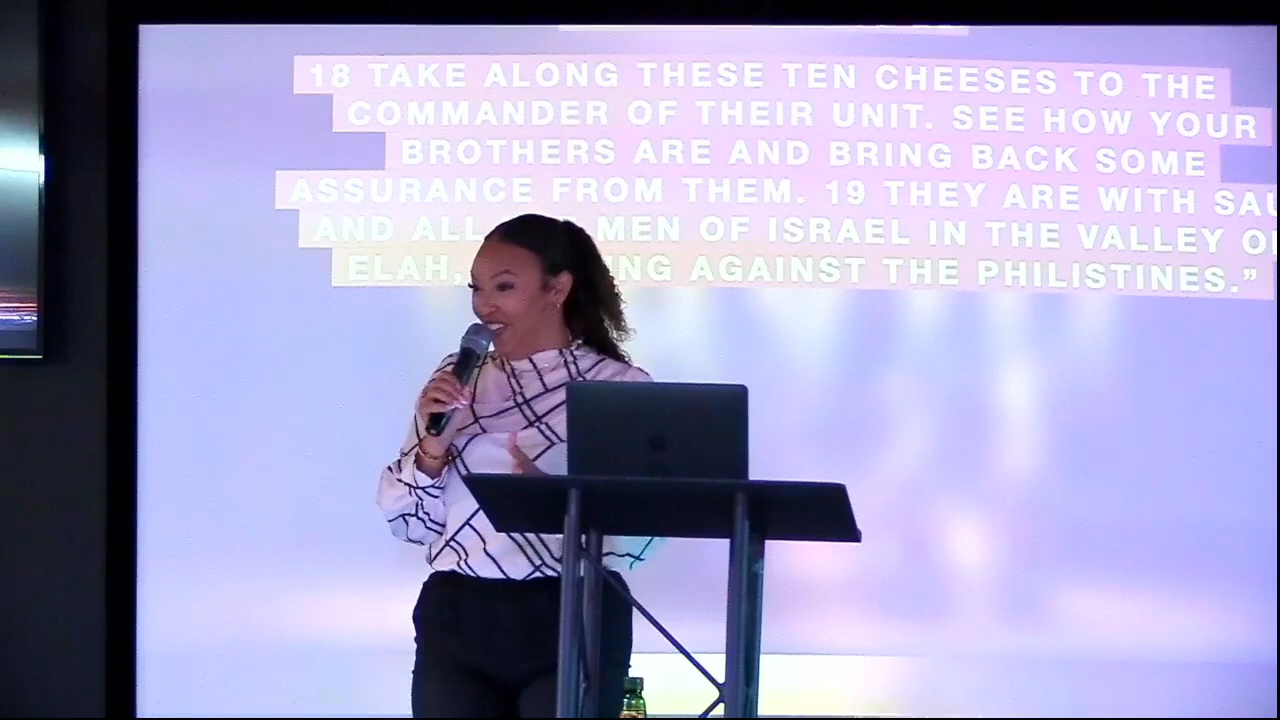 18 TAKE ALONG THESE TEN CHEESES TO THE
COMMANDER OF THEIR UNIT. SEE HOW YOUR
BROTHERS ARE AND BRING BACK SOME
ASSURANCE FROM THEM. 19 THEY ARE WITH
AND ALL MEN OF ISRAEL IN THE VALLEY
ELAH, AGAINST THE PHILISTINES.”